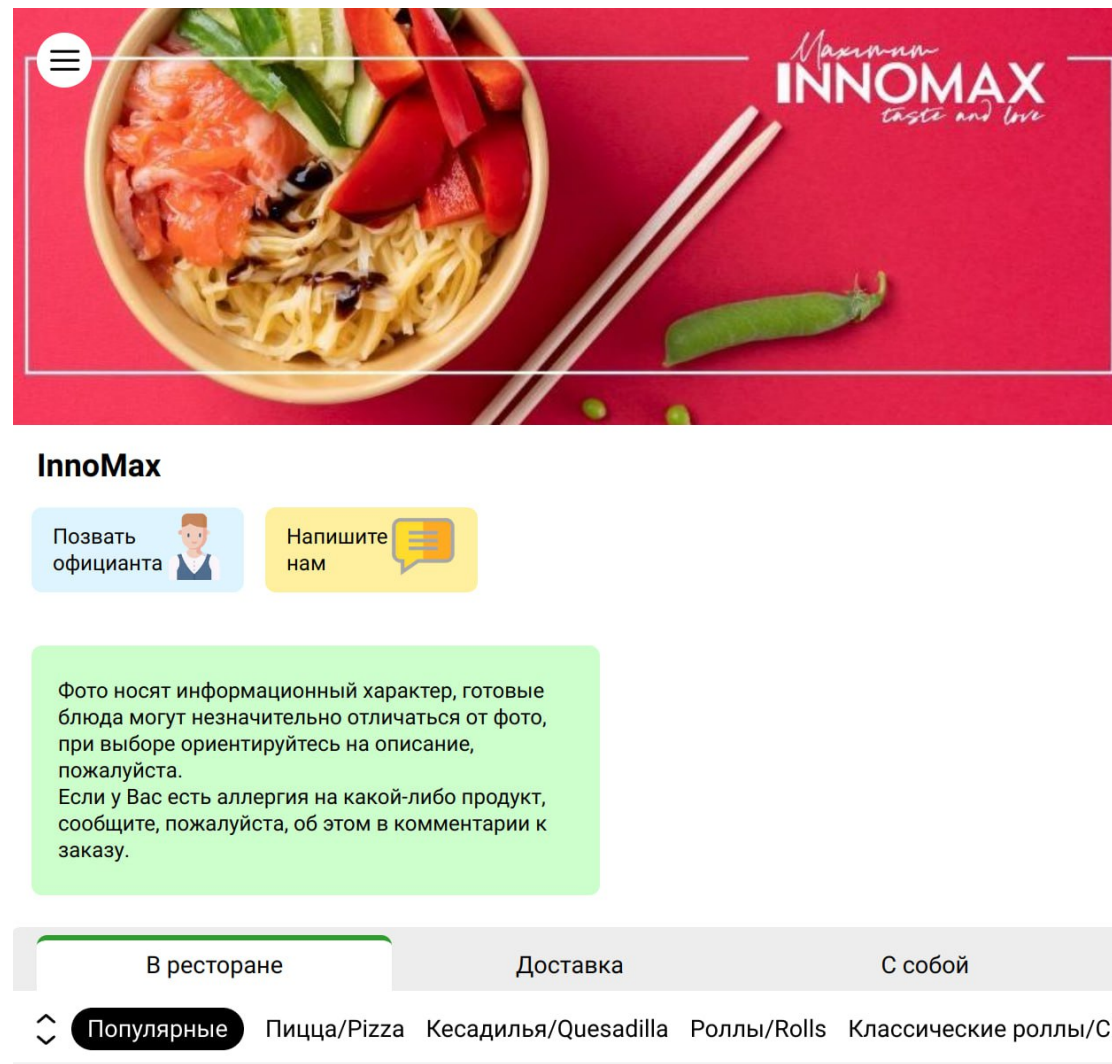 Maximum
INNOMAX
taste and love
InnoMax
Позвать
официанта
Напишите
нам
Фото носят информационный характер, готовые
блюда могут незначительно отличаться от фото,
при выборе ориентируйтесь на описание,
пожалуйста.
Если у Вас есть аллергия на какой-либо продукт,
сообщите, пожалуйста, об этом в комментарии к
заказу.
В ресторане Доставка С собой
Популярные Пицца/Pizza Кесадилья/Quesadilla Роллы/Rolls Классические роллы/C